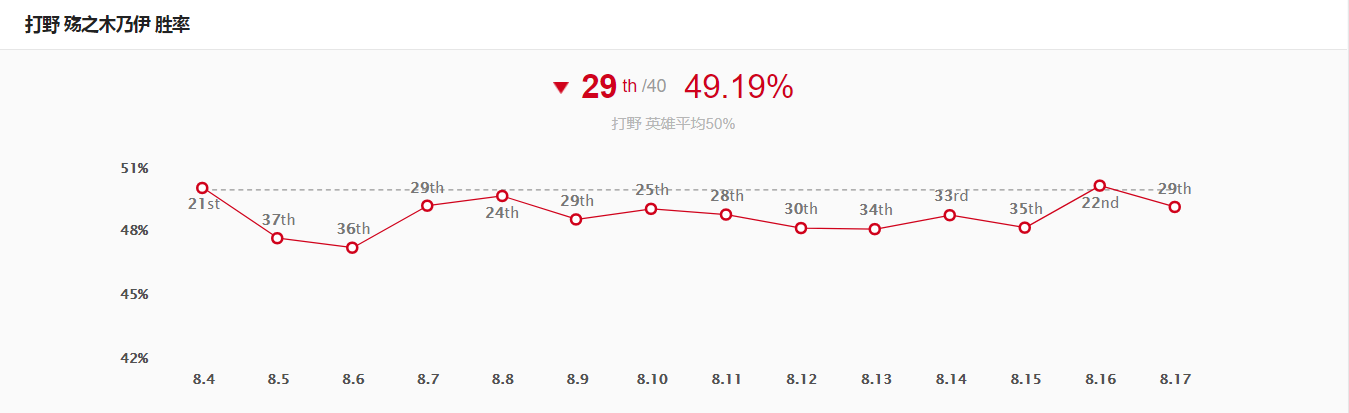 打野 殇之木乃伊 胜率
▼ 29 th /40 49.19%
打野 英雄平均50%
51%
48%
45%
42%
21st 37th 36th 29th 24th 29th 25th 28th 30th 34th 33rd 35th 22nd 29th
8.4 8.5 8.6 8.7 8.8 8.9 8.10 8.11 8.12 8.13 8.14 8.15 8.16 8.17